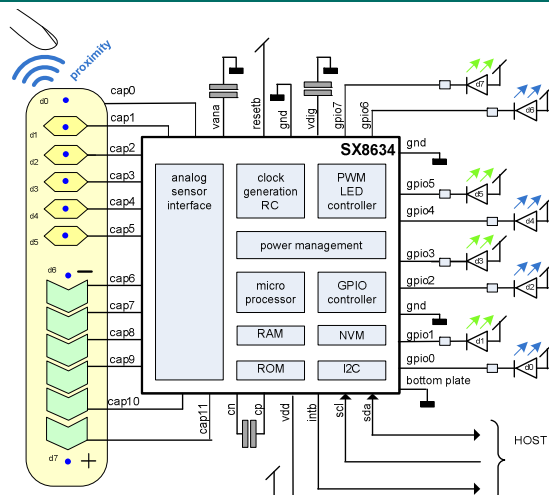 proximity
d0
cap0
d1
cap1
d2
cap2
d3
cap3
d4
cap4
d5
cap5
d6
−
cap6
cap7
cap8
cap9
cap10
cap11
d7
+
vana
resetb
gnd
vdig
gpio7
gpio6
SX8634
analog
sensor
interface
clock
generation
RC
PWM
LED
controller
power management
micro
processor
GPIO
controller
RAM
NVM
ROM
I2C
gnd
gpio5
gpio4
gpio3
gpio2
gnd
gpio1
gpio0
bottom plate
d7
d6
d5
d4
d3
d2
d1
d0
cn
cp
vdd
intb
scl
sda
HOST